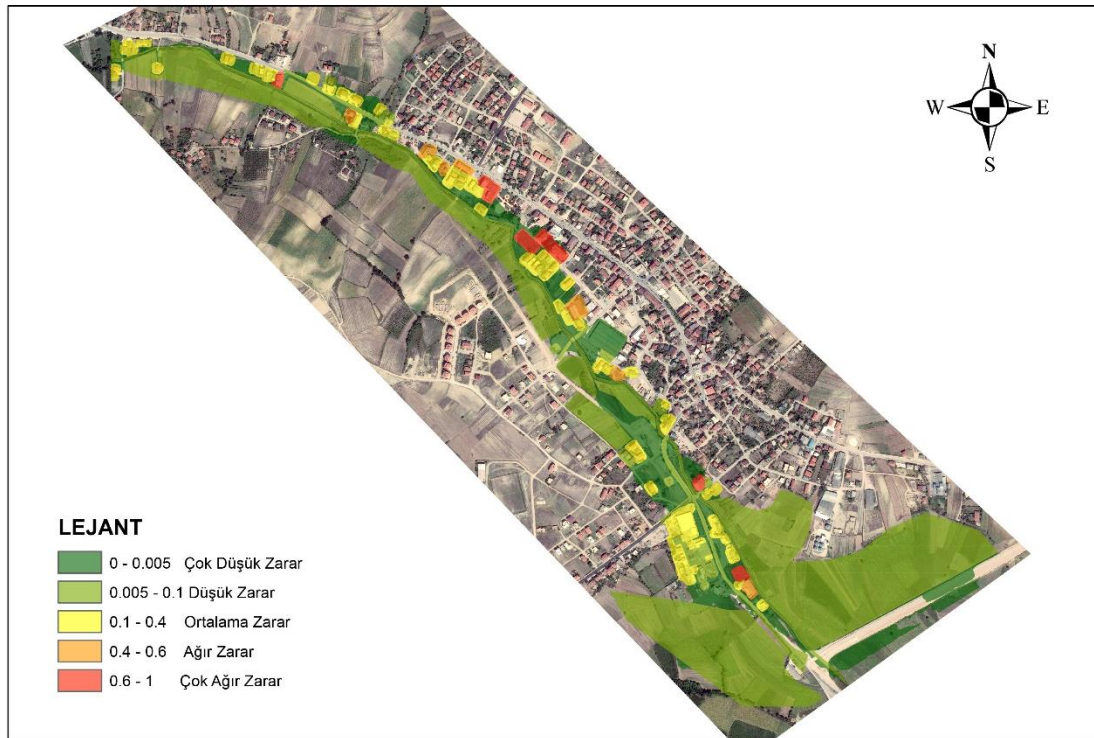 N
W E
S
LEJANT
0 - 0.005 Çok Düşük Zarar
0.005 - 0.1 Düşük Zarar
0.1 - 0.4 Ortalama Zarar
0.4 - 0.6 Ağır Zarar
0.6 - 1 Çok Ağır Zarar